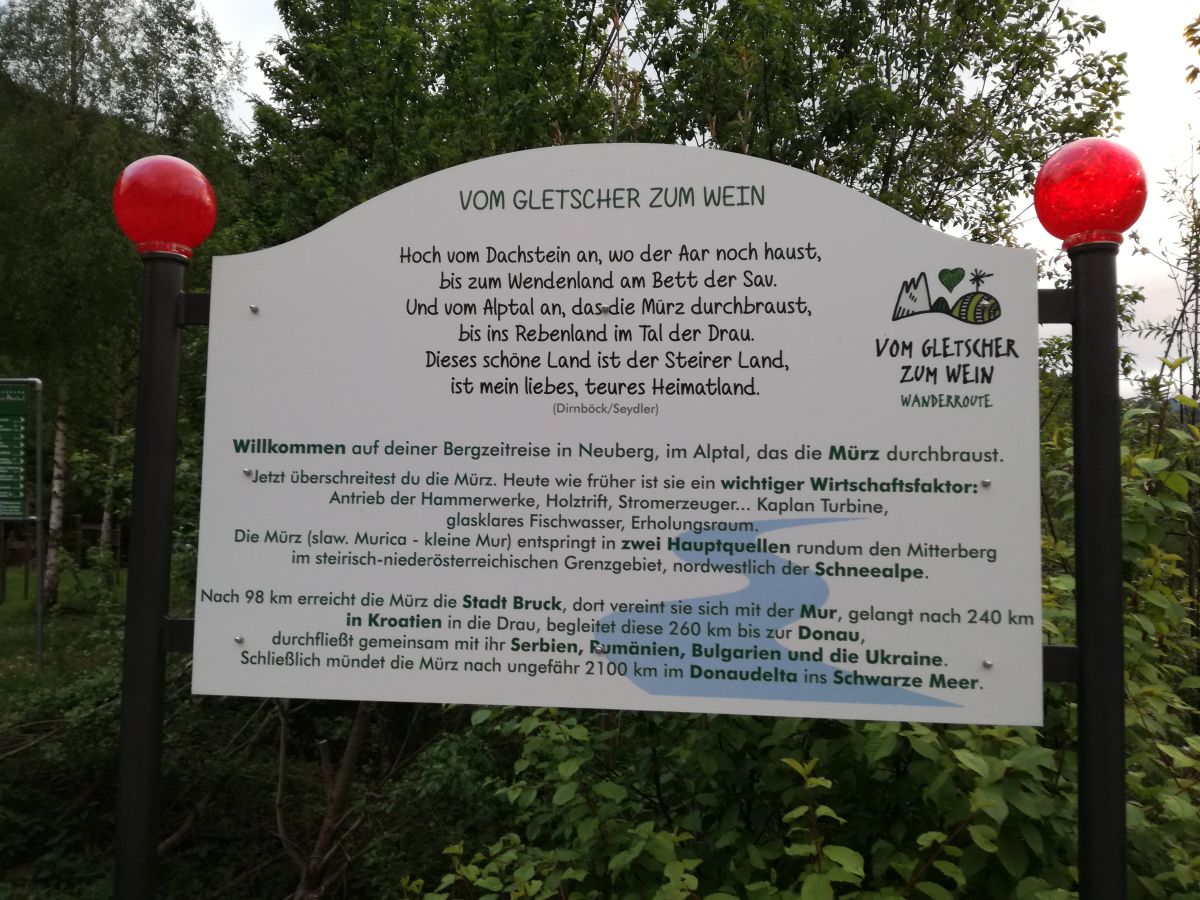 VOM GLETSCHER ZUM WEIN
Hoch vom Dachstein an, wo der Aar noch haust,
bis zum Wendenland am Bett der Sav.
Und vom Alptal an, das die Mürz durchbraust,
bis ins Rebenland im Tal der Drau.
Dieses schöne Land ist der Steirer Land,
ist mein liebes, teures Heimatland.
(Dirnböck/Seydler)
VOM GLETSCHER
ZUM WEIN
WANDERROUTE
Willkommen auf deiner Bergzeitreise in Neuberg, im Alptal, das die Mürz durchbraust.
Jetzt überschreitest du die Mürz. Heute wie früher ist sie ein wichtiger Wirtschaftsfaktor:
Antrieb der Hammerwerke, Holztrift, Stromerzeuger... Kaplan Turbine,
glasklares Fischwasser, Erholungsraum.
Die Mürz (slaw. Murica - kleine Mur) entspringt in zwei Hauptquellen rundum den Mitterberg
im steirisch-niederösterreichischen Grenzgebiet, nordwestlich der Schneealpe.
Nach 98 km erreicht die Mürz die Stadt Bruck, dort vereint sie sich mit der Mur, gelangt nach 240 km
in Kroatien in die Drau, begleitet diese 260 km bis zur Donau,
durchfließt gemeinsam mit ihr Serbien, Rumänien, Bulgarien und die Ukraine.
Schließlich mündet die Mürz nach ungefähr 2100 km im Donaudelta ins Schwarze Meer.